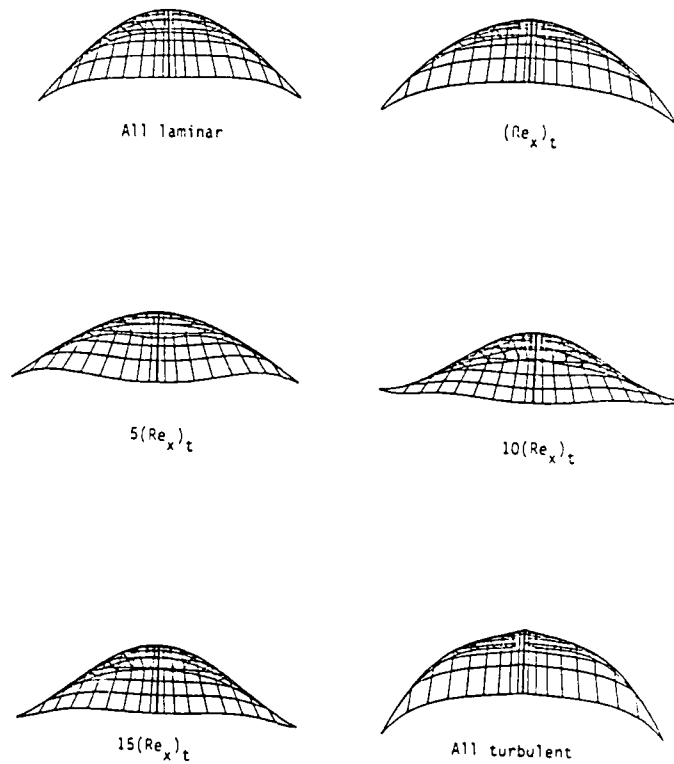 All laminar
(Re_x)_t
5(Re_x)_t
10(Re_x)_t
15(Re_x)_t
All turbulent